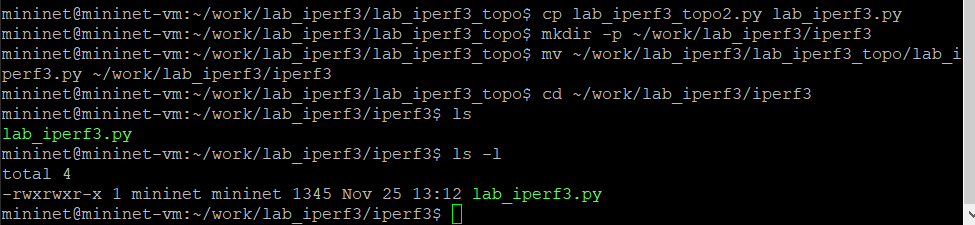 mininet@mininet-vm:~/work/lab_iperf3/lab_iperf3_topo$ cp lab_iperf3_topo2.py lab_iperf3.py
mininet@mininet-vm:~/work/lab_iperf3/lab_iperf3_topo$ mkdir -p ~/work/lab_iperf3/iperf3
mininet@mininet-vm:~/work/lab_iperf3/lab_iperf3_topo$ mv ~/work/lab_iperf3/lab_iperf3_topo/lab_i
perf3.py ~/work/lab_iperf3/iperf3
mininet@mininet-vm:~/work/lab_iperf3/lab_iperf3_topo$ cd ~/work/lab_iperf3/iperf3
mininet@mininet-vm:~/work/lab_iperf3/iperf3$ ls
lab_iperf3.py
mininet@mininet-vm:~/work/lab_iperf3/iperf3$ ls -l
total 4
-rwxrwxr-x 1 mininet mininet 1345 Nov 25 13:12 lab_iperf3.py
mininet@mininet-vm:~/work/lab_iperf3/iperf3$